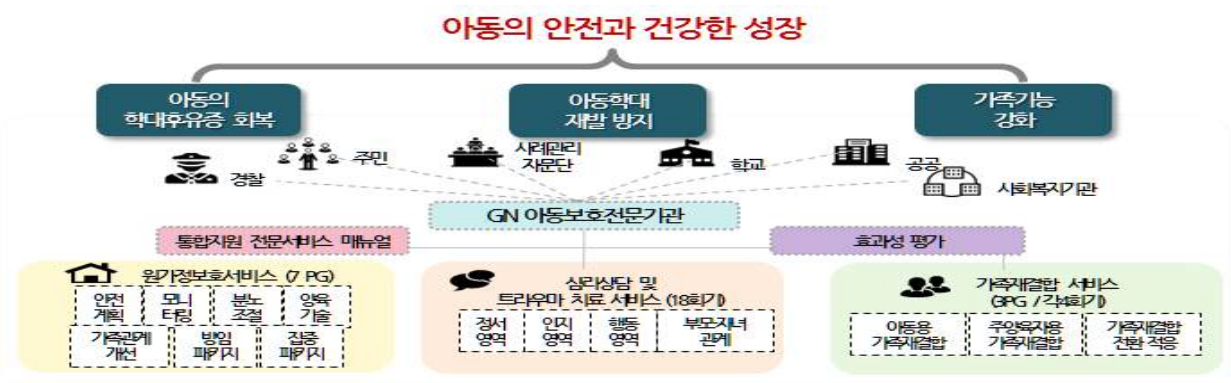 아동의 안전과 건강한 성장
아동의
학대후유증 회복
아동학대
재발 방지
가족기능
강화
경찰
주민
사례관리
자문단
학교
공공
사회복지기관
GN 아동보호전문기관
통합지원 전문서비스 매뉴얼
효과성 평가
원가정보호서비스 (7 PG)
안전
계획
모니
터링
분노
조절
양육
기술
가족관계
개선
방임
패키지
집중
패키지
심리상담 및
트라우마 치료 서비스 (18회기)
정서
영역
인지
영역
행동
영역
부모-자녀
관계
가족재결합 서비스
(3PG / 각4회기)
아동용
가족재결합
주양육자용
가족재결합
가족재결합
전환 적응